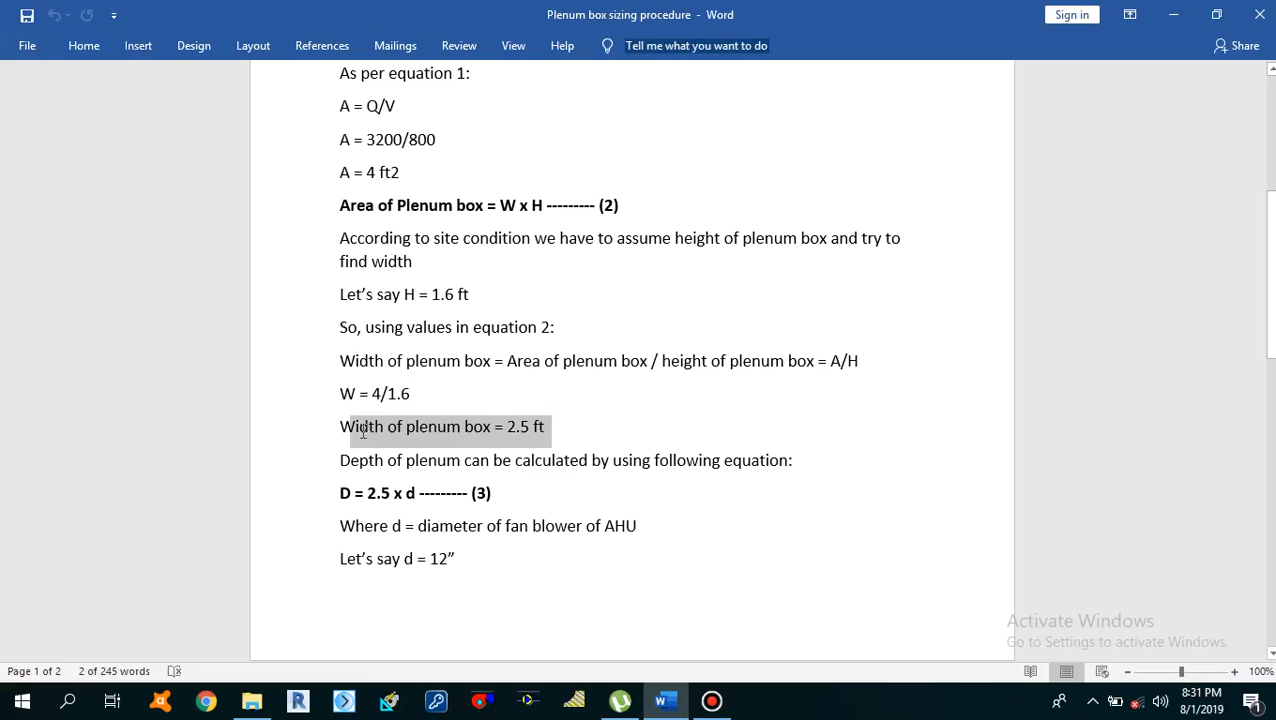 Plenum box sizing procedure - Word
Sign in
File Home Insert Design Layout References Mailings Review View Help Tell me what you want to do Share
As per equation 1:
A = Q/V
A = 3200/800
A = 4 ft2
Area of Plenum box = W x H --------- (2)
According to site condition we have to assume height of plenum box and try to
find width
Let’s say H = 1.6 ft
So, using values in equation 2:
Width of plenum box = Area of plenum box / height of plenum box = A/H
W = 4/1.6
Width of plenum box = 2.5 ft
Depth of plenum can be calculated by using following equation:
D = 2.5 x d --------- (3)
Where d = diameter of fan blower of AHU
Let’s say d = 12”
Activate Windows
Go to Settings to activate Windows.
Page 1 of 2 2 of 245 words 100%
8:31 PM
8/1/2019